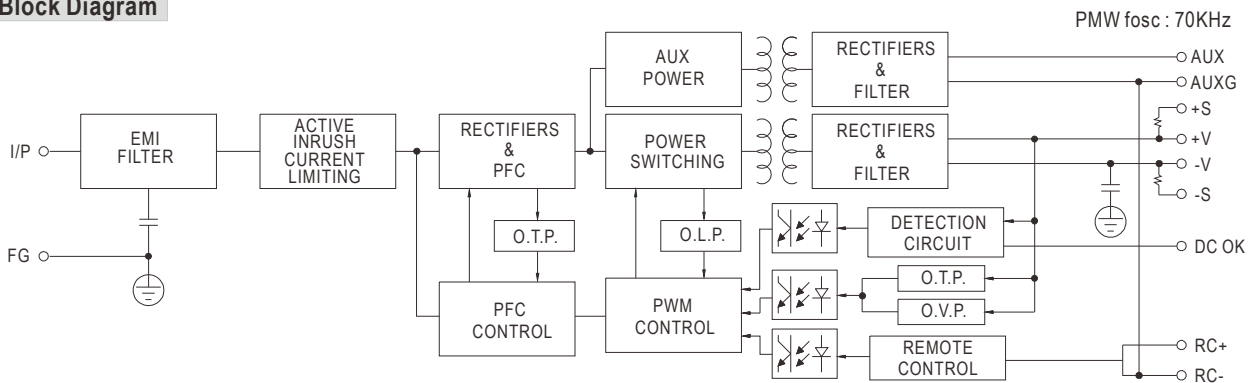 Block Diagram
PMW fosc : 70KHz
AUX
POWER
RECTIFIERS
&
FILTER
AUX
AUXG
+S
I/P
EMI
FILTER
ACTIVE
INRUSH
CURRENT
LIMITING
RECTIFIERS
&
PFC
POWER
SWITCHING
RECTIFIERS
&
FILTER
+V
-V
-S
FG
O.T.P.
O.L.P.
DETECTION
CIRCUIT
DC OK
PFC
CONTROL
PWM
CONTROL
O.T.P.
O.V.P.
REMOTE
CONTROL
RC+
RC-